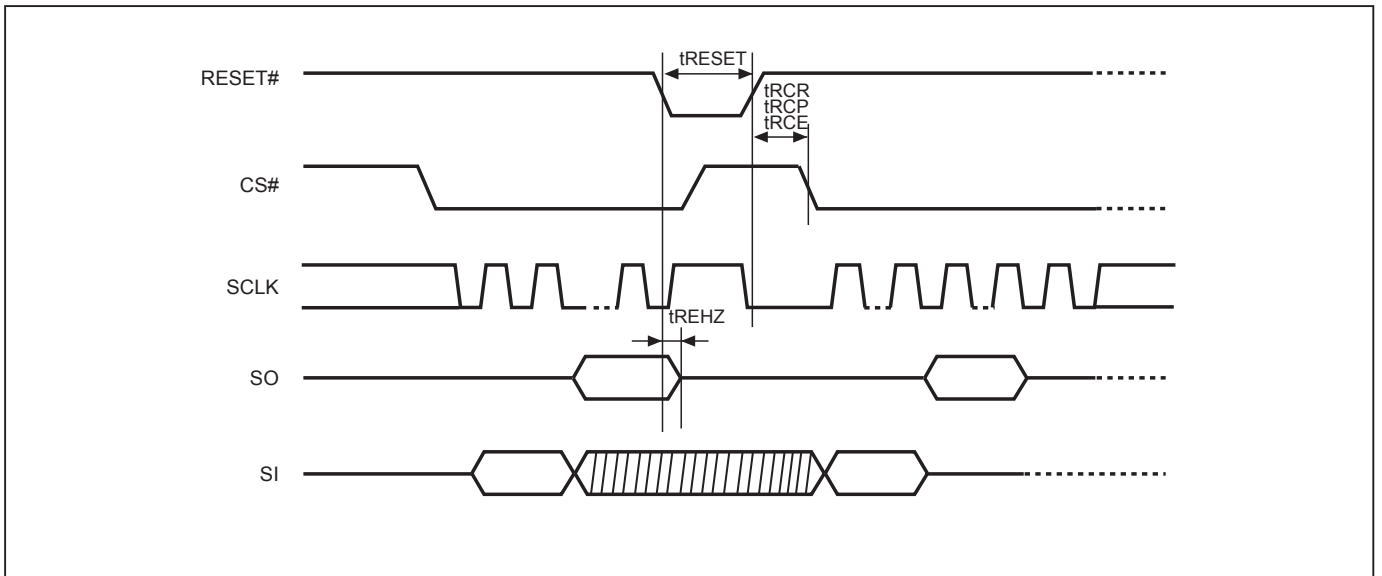 tRESET
RESET#
tRCR
tRCP
tRCE
CS#
SCLK
tREHZ
SO
SI